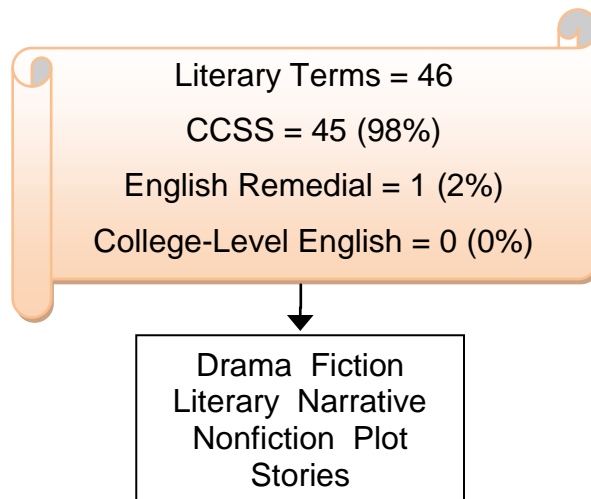 Literary Terms = 46
CCSS = 45 (98%)
English Remedial = 1 (2%)
College-Level English = 0 (0%)
Drama Fiction
Literary Narrative
Nonfiction Plot
Stories